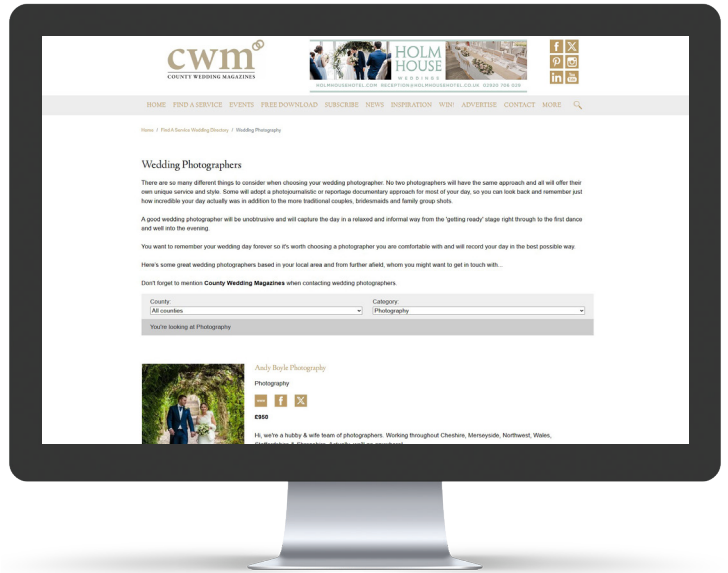 cwm
COUNTY WEDDING MAGAZINES
HOLM
HOUSE
WEDDINGS
HOLMHOUSEHOTEL.COM RECEPTION@HOLMHOUSEHOTEL.CO.UK 02920 706 029
HOME FIND A SERVICE EVENTS FREE DOWNLOAD SUBSCRIBE NEWS INSPIRATION WIN! ADVERTISE CONTACT MORE
Home / Find A Service Wedding Directory / Wedding Photography
Wedding Photographers
There are so many different things to consider when choosing your wedding photographer. No two photographers will have the same approach and all will offer their
own unique service and style. Some will adopt a photojournalistic or reportage documentary approach for most of your day, so you can look back and remember just
how incredible your day actually was in addition to the more traditional couples, bridesmaids and family group shots.
A good wedding photographer will be unobtrusive and will capture the day in a relaxed and informal way from the 'getting ready' stage right through to the first dance
and well into the evening.
You want to remember your wedding day forever so it's worth choosing a photographer you are comfortable with and will record your day in the best possible way.
Here's some great wedding photographers based in your local area and from further afield, whom you might want to get in touch with...
Don't forget to mention County Wedding Magazines when contacting wedding photographers.
County: Category:
All counties Photography
You're looking at Photography
Andy Boyle Photography
Photography
£950
Hi, we're a hubby & wife team of photographers. Working throughout Cheshire, Merseyside, Northwest, Wales,